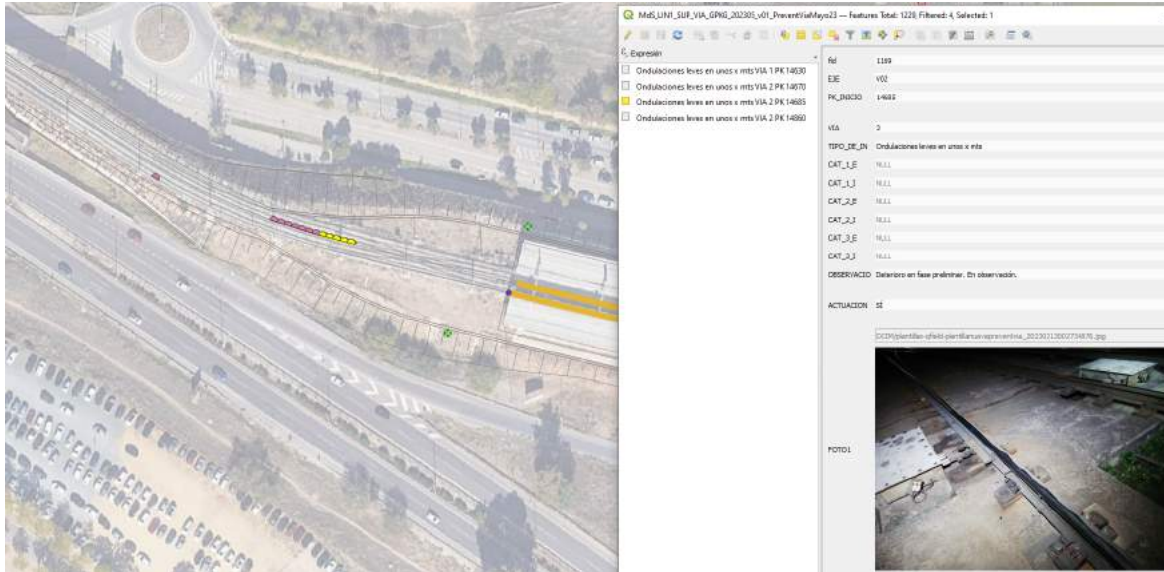 MdS_LIN1_SUP_VIA_GPKG_202305_v01_PreventViaMayo23 — Features Total: 1229, Filtered: 4, Selected: 1
Expresión
Ondulaciones leves en unos x mts VIA 1 PK 14630
Ondulaciones leves en unos x mts VIA 2 PK 14670
Ondulaciones leves en unos x mts VIA 2 PK 14685
Ondulaciones leves en unos x mts VIA 2 PK 14860
fid 1189
EJE V02
PK_INICIO 14685
VIA 2
TIPO_DE_IN Ondulaciones leves en unos x mts
CAT_1_E NULL
CAT_1_I NULL
CAT_2_E NULL
CAT_2_I NULL
CAT_3_E NULL
CAT_3_I NULL
OBSERVACIO Deterioro en fase preliminar. En observación.
ACTUACION SÍ
FOTO1